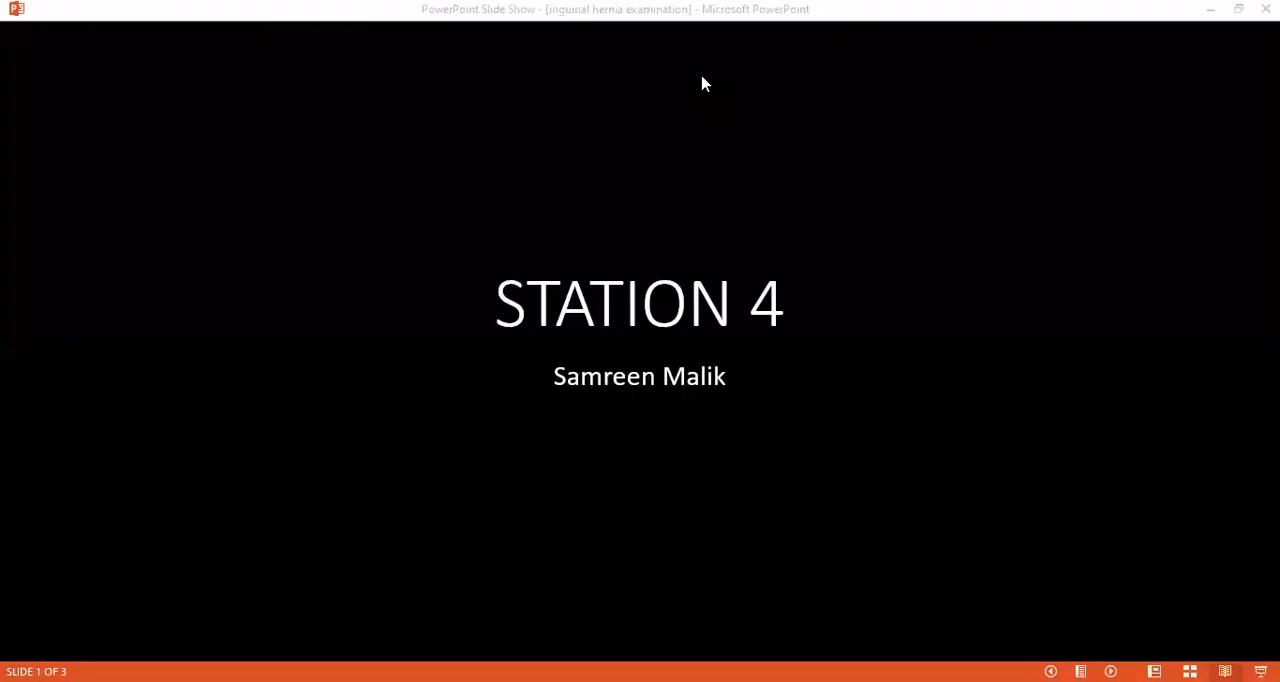 PowerPoint Slide Show - [inguinal hernia examination] - Microsoft PowerPoint
STATION 4
Samreen Malik
SLIDE 1 OF 3